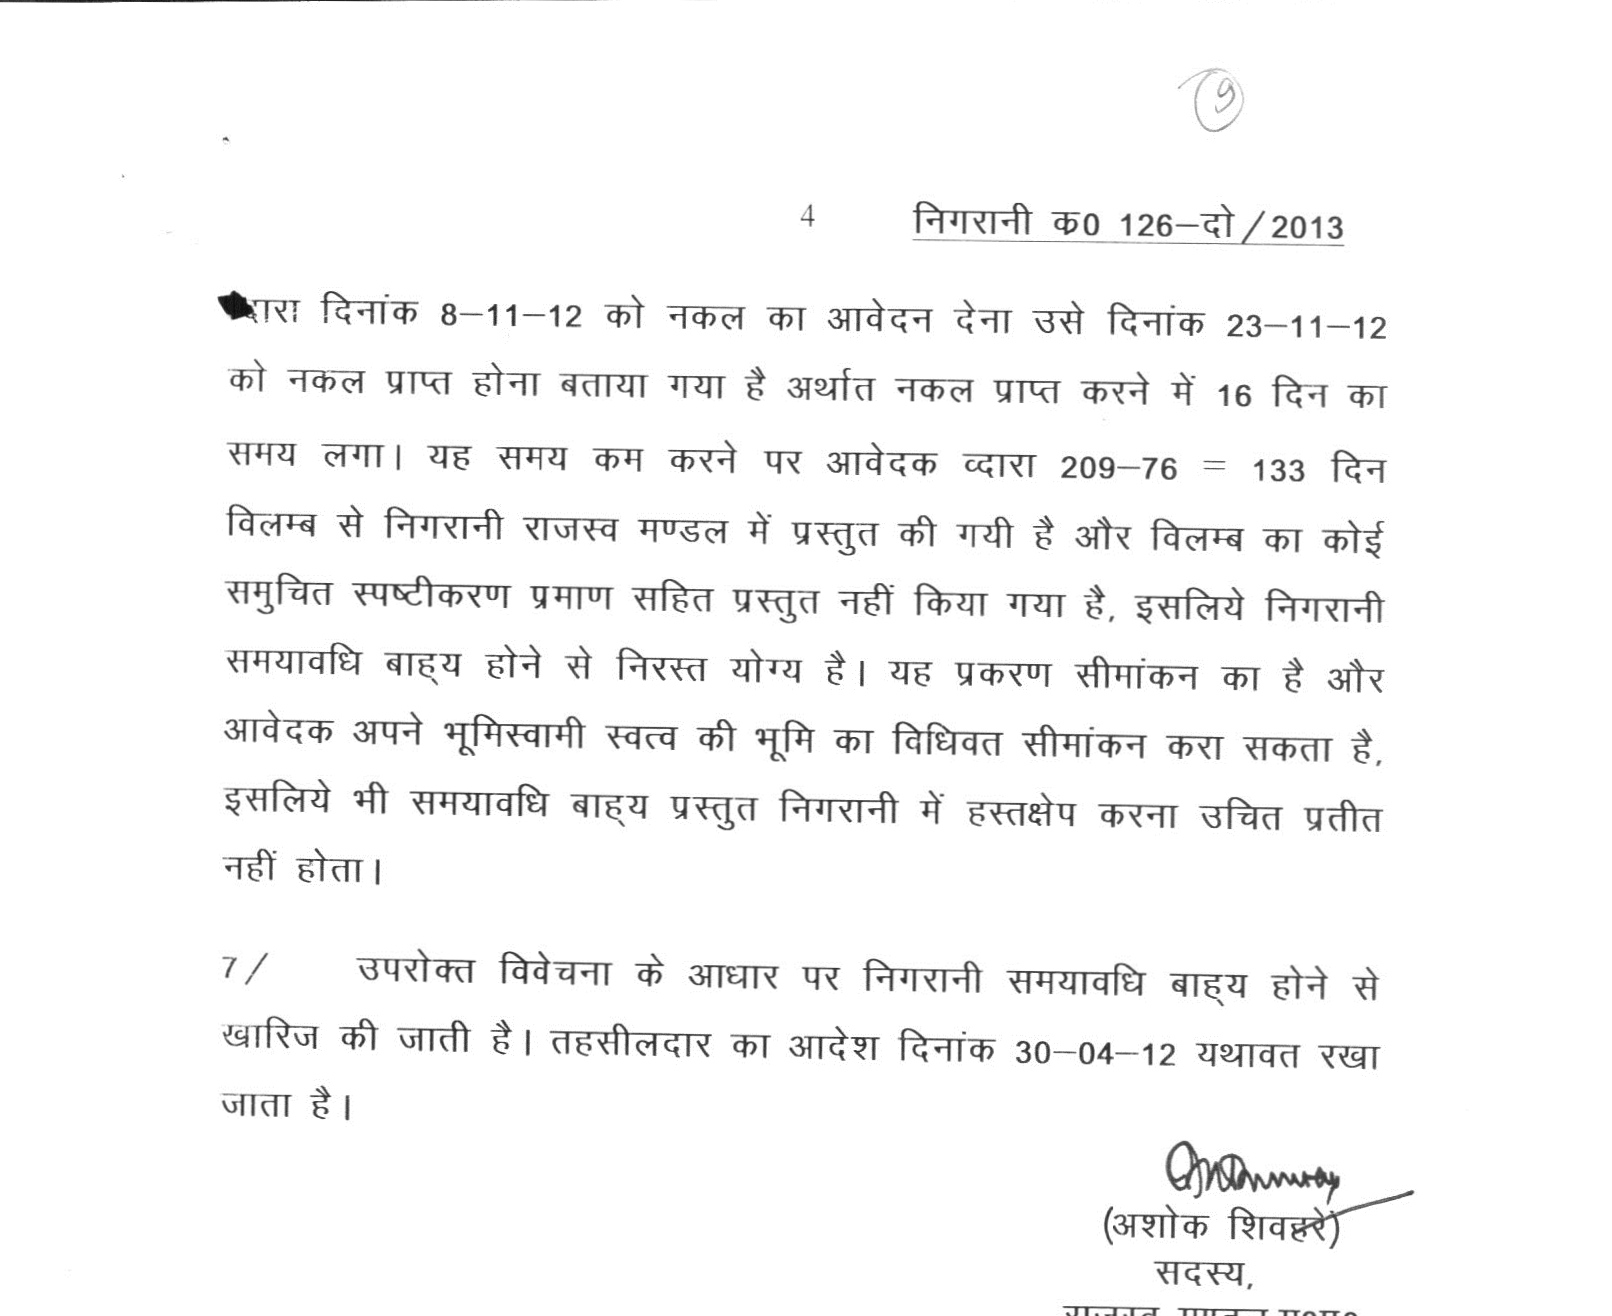 9
4 निगरानी क0 126–दो/2013
व्दारा दिनांक 8–11–12 को नकल का आवेदन देना उसे दिनांक 23–11–12
को नकल प्राप्त होना बताया गया है अर्थात नकल प्राप्त करने में 16 दिन का
समय लगा। यह समय कम करने पर आवेदक व्दारा 209–76 = 133 दिन
विलम्ब से निगरानी राजस्व मण्डल में प्रस्तुत की गयी है और विलम्ब का कोई
समुचित स्पष्टीकरण प्रमाण सहित प्रस्तुत नहीं किया गया है, इसलिये निगरानी
समयावधि बाह्य होने से निरस्त योग्य है। यह प्रकरण सीमांकन का है और
आवेदक अपने भूमिस्वामी स्वत्व की भूमि का विधिवत सीमांकन करा सकता है,
इसलिये भी समयावधि बाह्य प्रस्तुत निगरानी में हस्तक्षेप करना उचित प्रतीत
नहीं होता।
7/ उपरोक्त विवेचना के आधार पर निगरानी समयावधि बाह्य होने से
खारिज की जाती है। तहसीलदार का आदेश दिनांक 30–04–12 यथावत रखा
जाता है।
(अशोक शिवहरे)
सदस्य,
राजस्व मण्डल म०प्र०